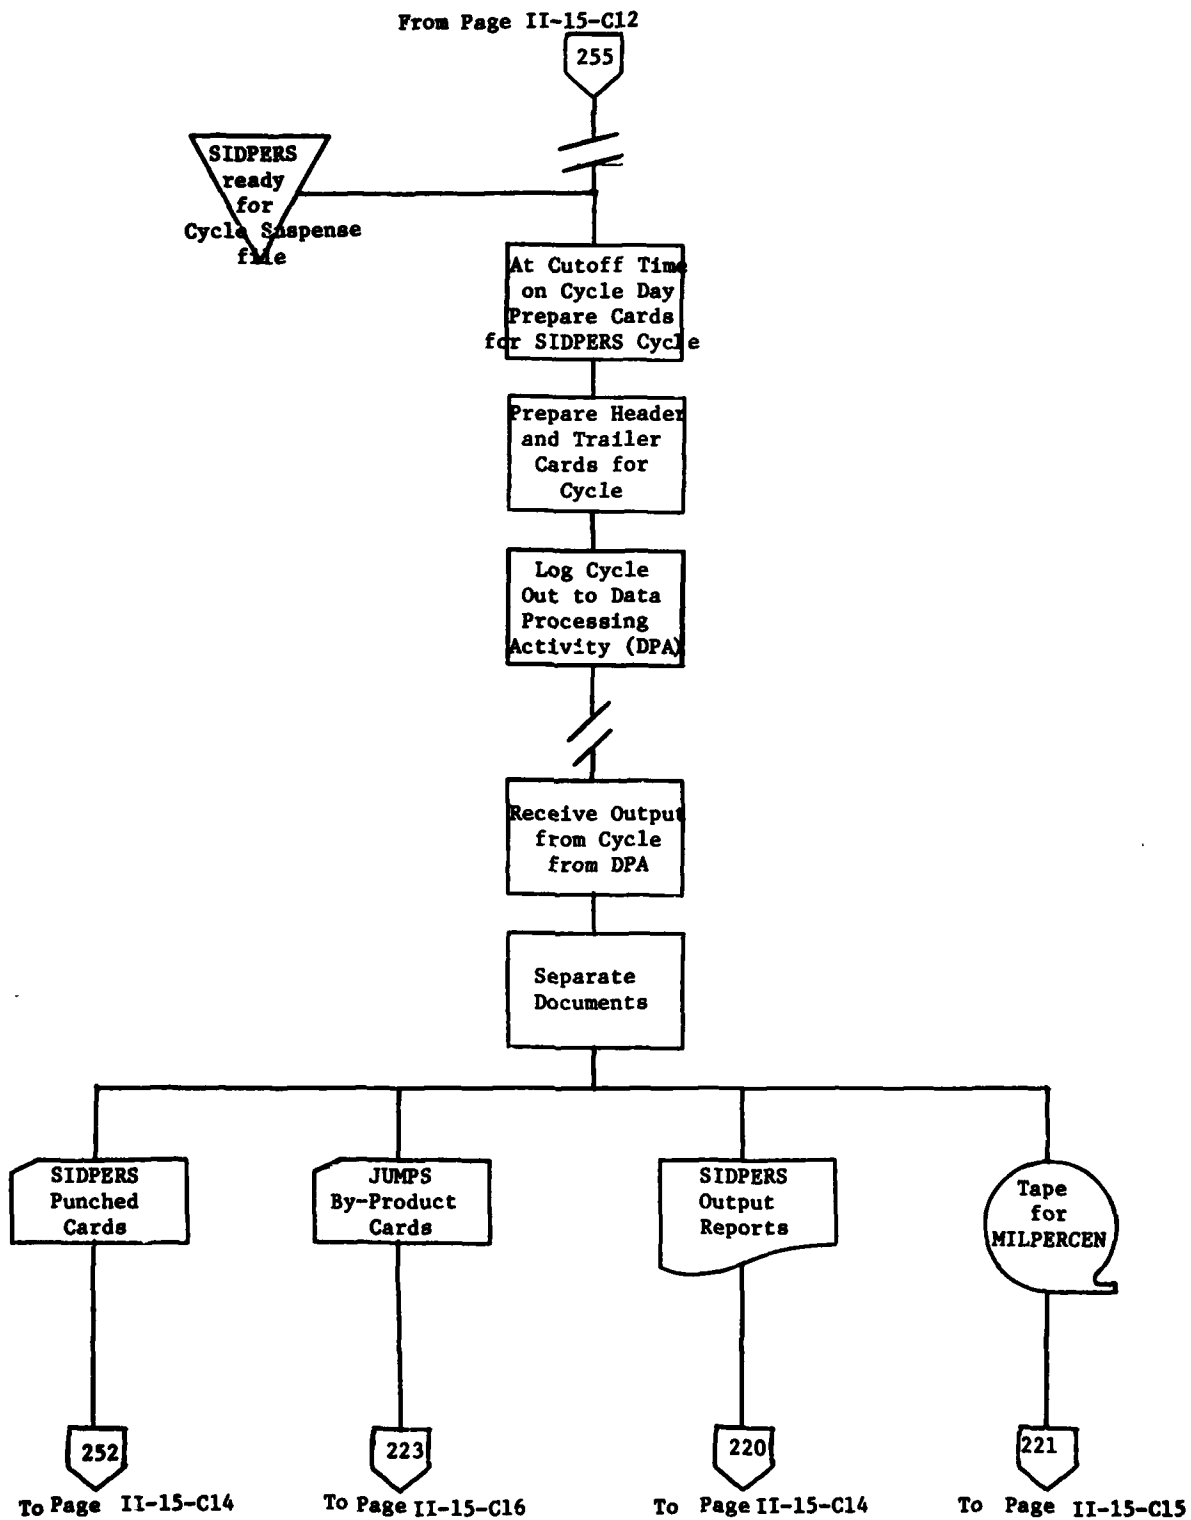 From Page II-15-C12
255
SIDPERS
ready
for
Cycle Suspense
file
At Cutoff Time
on Cycle Day
Prepare Cards
for SIDPERS Cycle
Prepare Header
and Trailer
Cards for
Cycle
Log Cycle
Out to Data
Processing
Activity (DPA)
Receive Output
from Cycle
from DPA
Separate
Documents
SIDPERS
Punched
Cards
JUMPS
By-Product
Cards
SIDPERS
Output
Reports
Tape
for
MILPERCEN
252
223
220
221
To Page II-15-C14
To Page II-15-C16
To Page II-15-C14
To Page II-15-C15